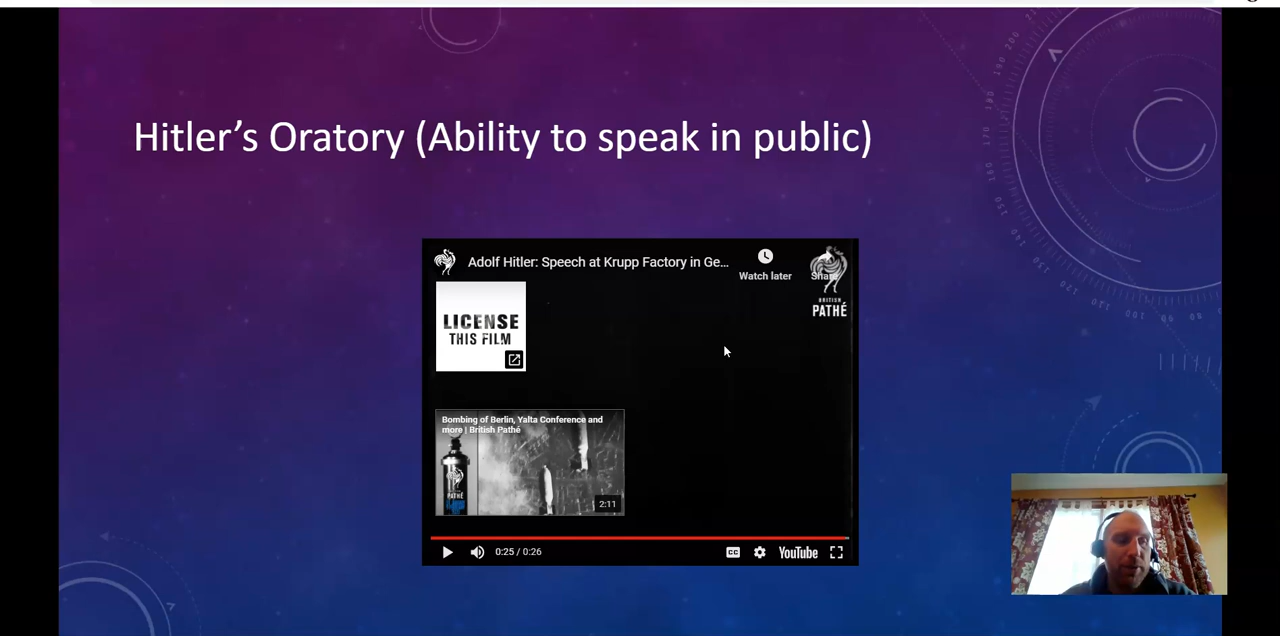 Hitler’s Oratory (Ability to speak in public)
Adolf Hitler: Speech at Krupp Factory in Ge...
Watch later
Share
BRITISH
PATHÉ
LICENSE
THIS FILM
Bombing of Berlin, Yalta Conference and
more | British Pathé
PATHÉ
2:11
0:25 / 0:26
CC
YouTube